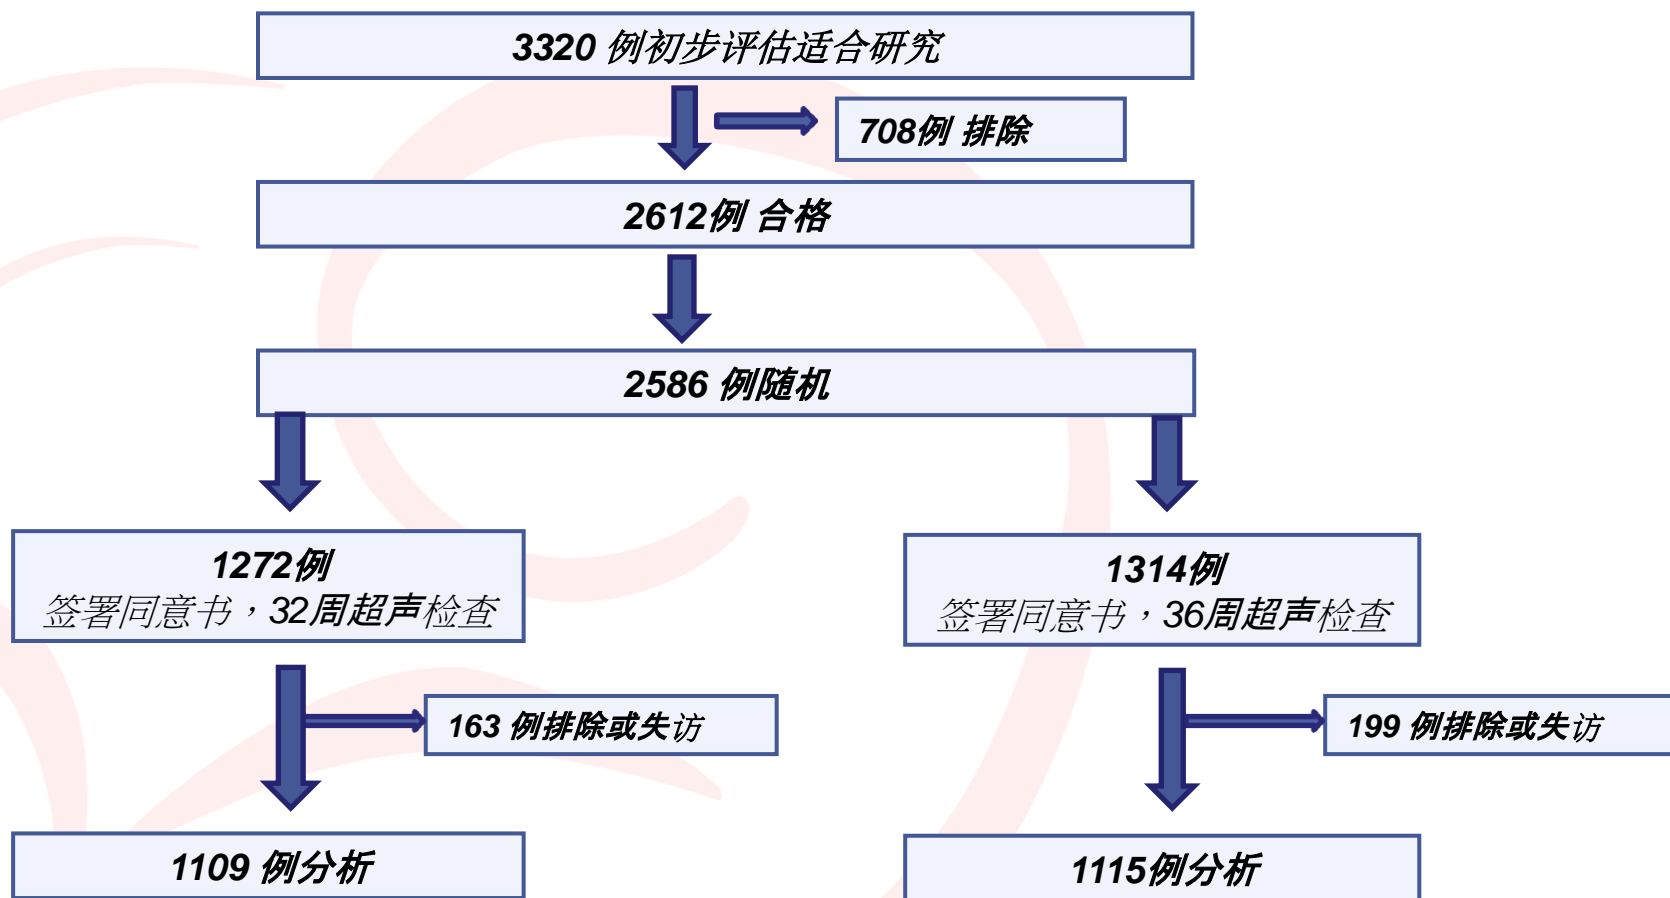 3320 例初步评估适合研究
708例 排除
2612例 合格
2586 例随机
1272例
签署同意书，32周超声检查
1314例
签署同意书，36周超声检查
163 例排除或失访
199 例排除或失访
1109 例分析
1115例分析